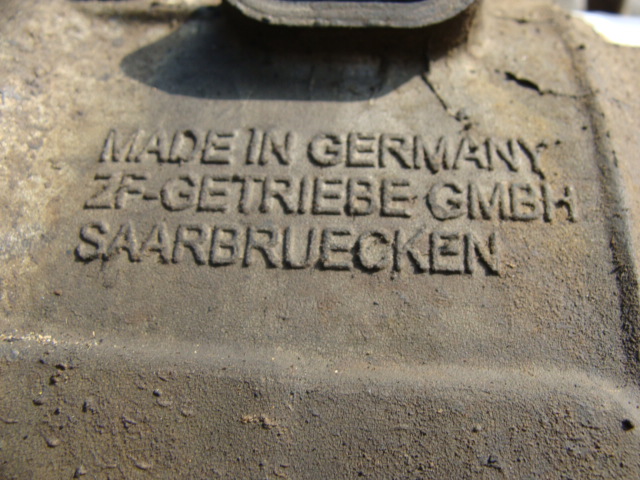 MADE IN GERMANY
ZF-GETRIEBE GMBH
SAARBRUECKEN